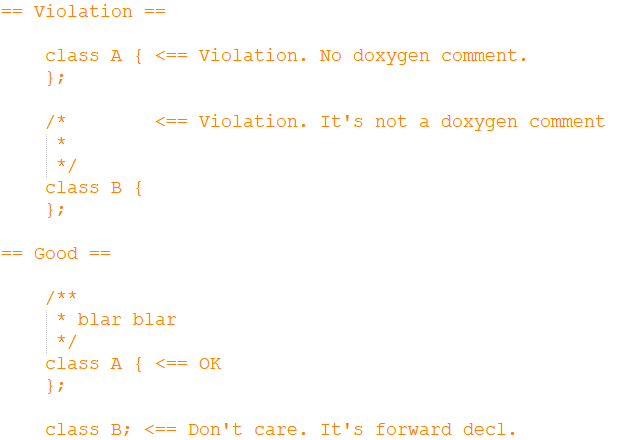 == Violation ==
class A { <== Violation. No doxygen comment.
};
/*        <== Violation. It's not a doxygen comment
 *
 */
class B {
};
== Good ==
/**
 * blar blar
 */
class A { <== OK
};
class B; <== Don't care. It's forward decl.